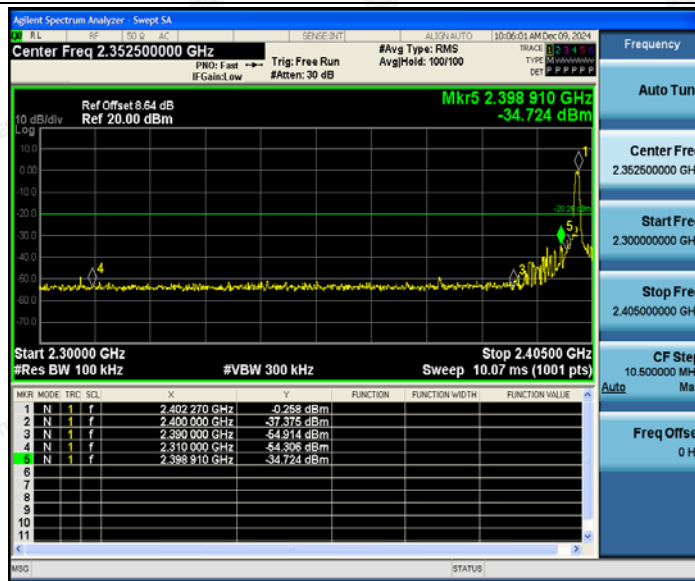 Agilent Spectrum Analyzer - Swept SA
RL RF 50 Ω AC SENSE:INT ALIGN AUTO 10:06:01 AM Dec 09, 2024
Center Freq 2.352500000 GHz
PNO: Fast
IFGain:Low
Trig: Free Run
#Atten: 30 dB
#Avg Type: RMS
Avg|Hold: 100/100
TRACE 1 2 3 4 5 6
TYPE M
DET P P P P P P
Frequency
Auto Tun
Center Fre
2.352500000 GH
Start Fre
2.300000000 GH
Stop Fre
2.405000000 GH
CF Step
10.500000 MH
Auto Ma
Freq Offse
0 H
Mkr5 2.398 910 GHz
-34.724 dBm
Ref Offset 8.64 dB
10 dB/div Ref 20.00 dBm
Log
10.0
0.00
-10.0
-20.0
-30.0
-40.0
-50.0
-60.0
-70.0
1
5
3
4
Start 2.30000 GHz Stop 2.40500 GHz
#Res BW 100 kHz #VBW 300 kHz Sweep 10.07 ms (1001 pts)
MKR MODE TRC SCL X Y FUNCTION FUNCTION WIDTH FUNCTION VALUE
1 N 1 f 2.402 270 GHz -0.258 dBm
2 N 1 f 2.400 000 GHz -37.375 dBm
3 N 1 f 2.390 000 GHz -54.914 dBm
4 N 1 f 2.310 000 GHz -54.306 dBm
5 N 1 f 2.398 910 GHz -34.724 dBm
6
7
8
9
10
11
MSG STATUS